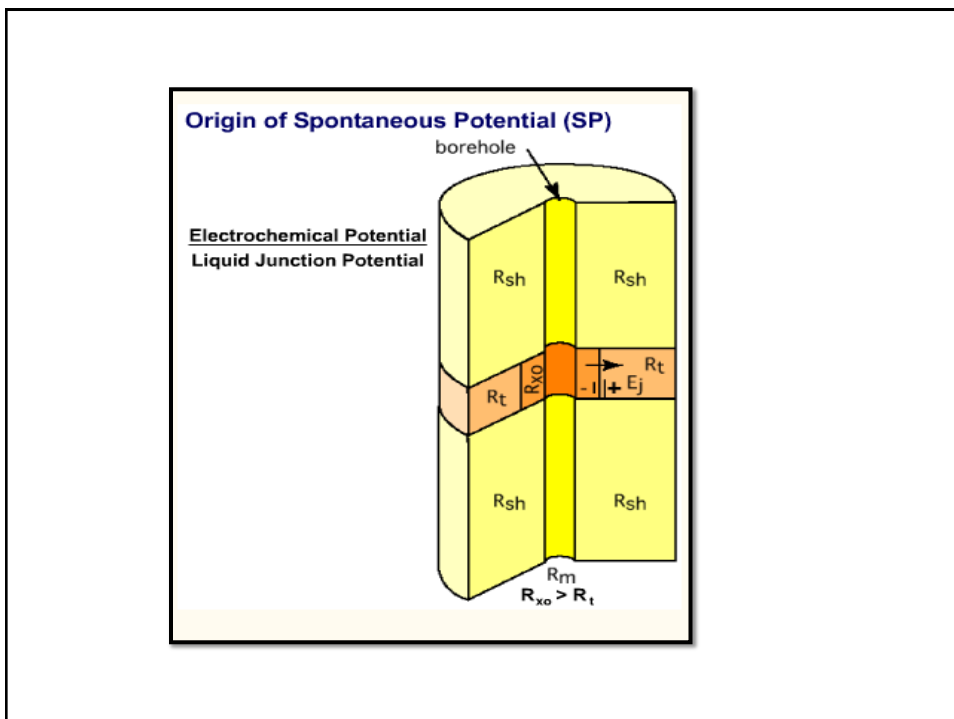 Origin of Spontaneous Potential (SP)
borehole
Electrochemical Potential
Liquid Junction Potential
Rsh
Rsh
Rt
Rxo
Rt
- +
Ej
Rsh
Rsh
Rm
Rxo > Rt